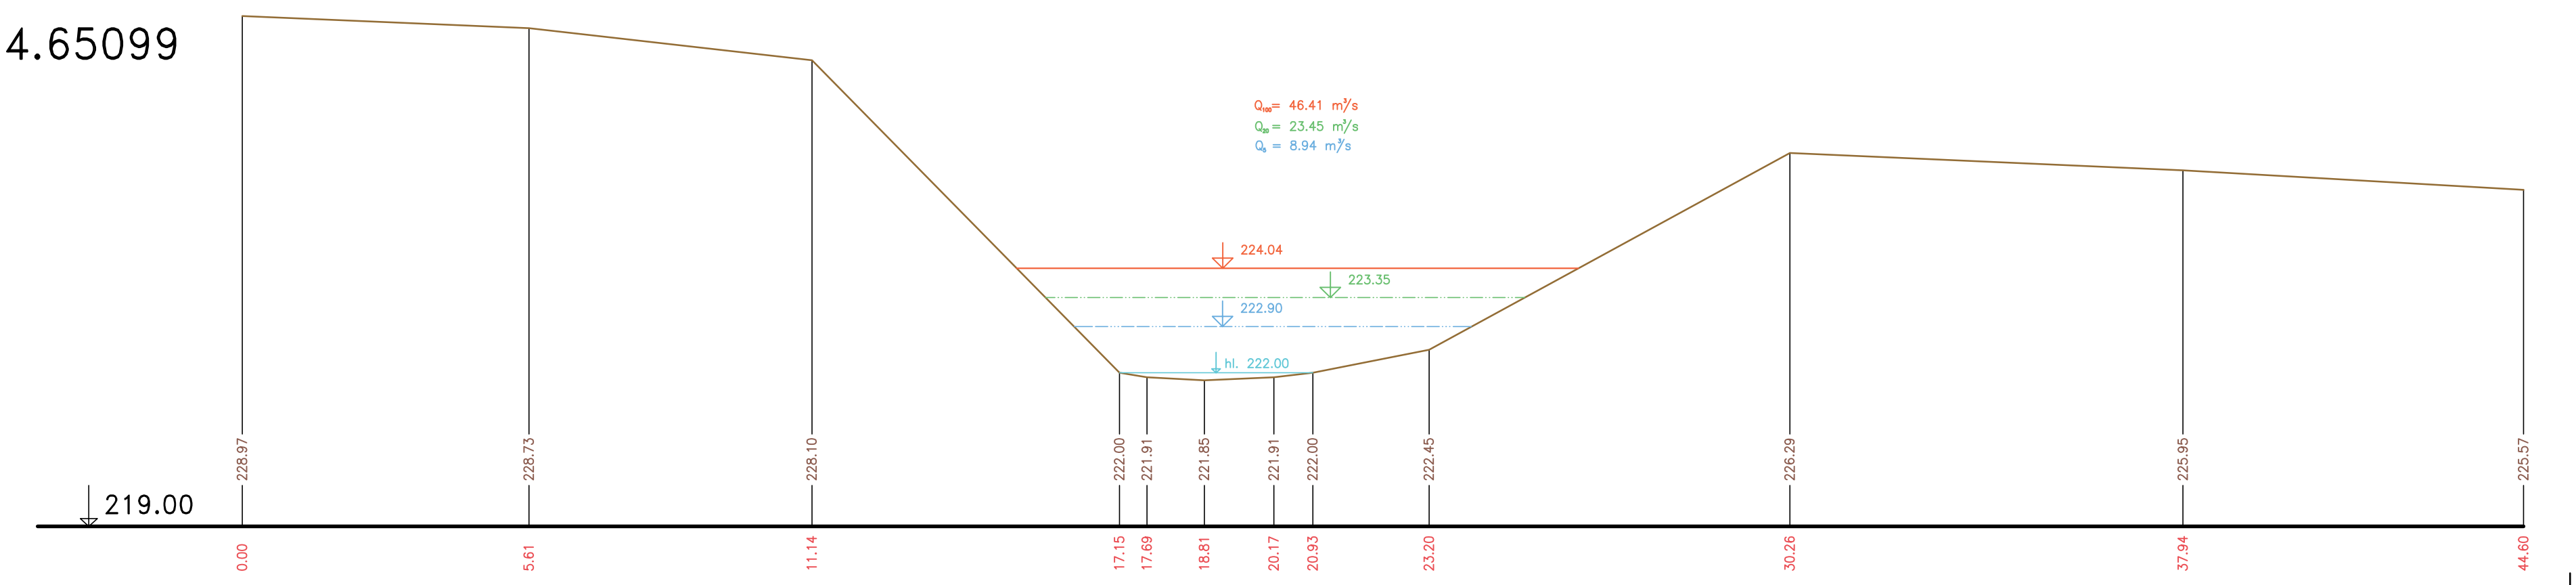 4.65099
Q100= 46.41 m³/s
Q20= 23.45 m³/s
Q5 = 8.94 m³/s
224.04
223.35
222.90
hl. 222.00
228.97 228.73 228.10 222.00 221.91 221.85 221.91 222.00 222.45 226.29 225.95 225.57
219.00
0.00 5.61 11.14 17.15 17.69 18.81 20.17 20.93 23.20 30.26 37.94 44.60